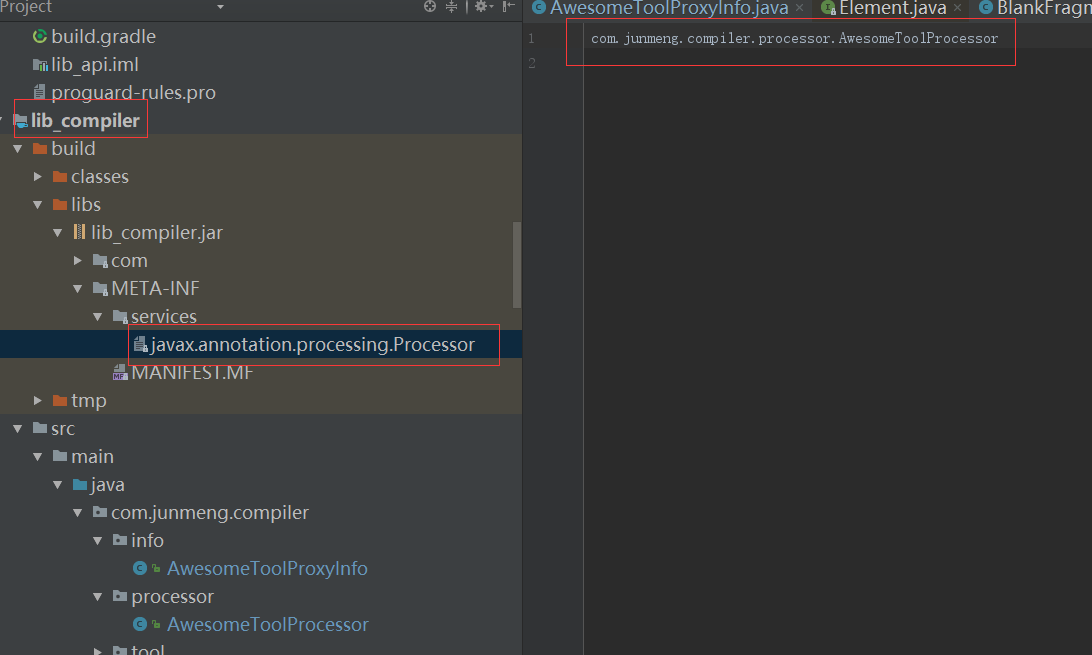 Project
build.gradle
lib_api.iml
proguard-rules.pro
lib_compiler
build
classes
libs
lib_compiler.jar
com
META-INF
services
javax.annotation.processing.Processor
MANIFEST.MF
tmp
src
main
java
com.junmeng.compiler
info
AwesomeToolProxyInfo
processor
AwesomeToolProcessor
tool
AwesomeToolProxyInfo.java
Element.java
BlankFragm
1 com.junmeng.compiler.processor.AwesomeToolProcessor
2